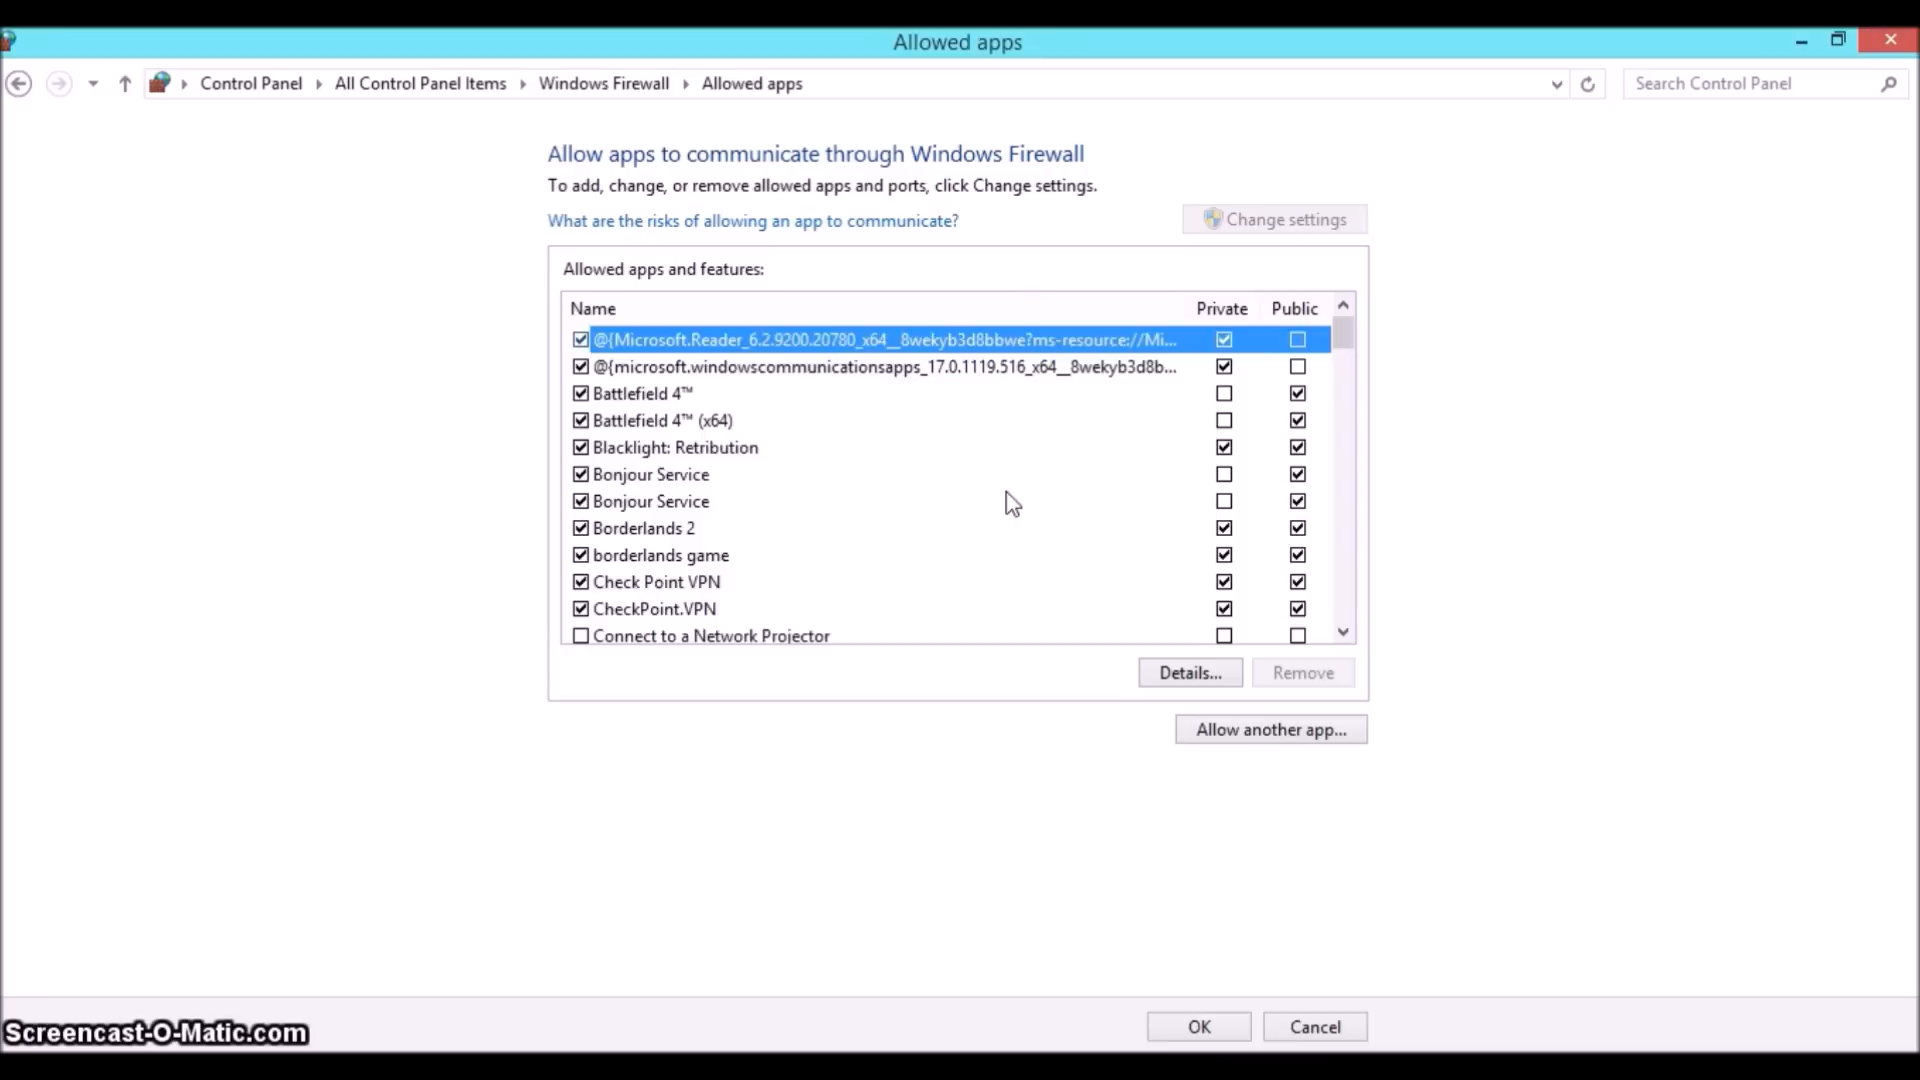 Allowed apps
Control Panel
All Control Panel Items
Windows Firewall
Allowed apps
Search Control Panel
Allow apps to communicate through Windows Firewall
To add, change, or remove allowed apps and ports, click Change settings.
What are the risks of allowing an app to communicate?
Change settings
Allowed apps and features:
Name Private Public
@{Microsoft.Reader_6.2.9200.20780_x64__8wekyb3d8bbwe?ms-resource://Mi...
@{microsoft.windowscommunicationsapps_17.0.1119.516_x64__8wekyb3d8b...
Battlefield 4™
Battlefield 4™ (x64)
Blacklight: Retribution
Bonjour Service
Bonjour Service
Borderlands 2
borderlands game
Check Point VPN
CheckPoint.VPN
Connect to a Network Projector
Details... Remove
Allow another app...
OK Cancel
Screencast-O-Matic.com